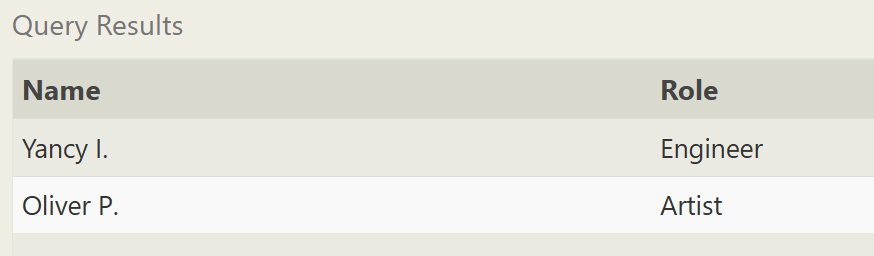 Query Results
Name Role
Yancy I. Engineer
Oliver P. Artist